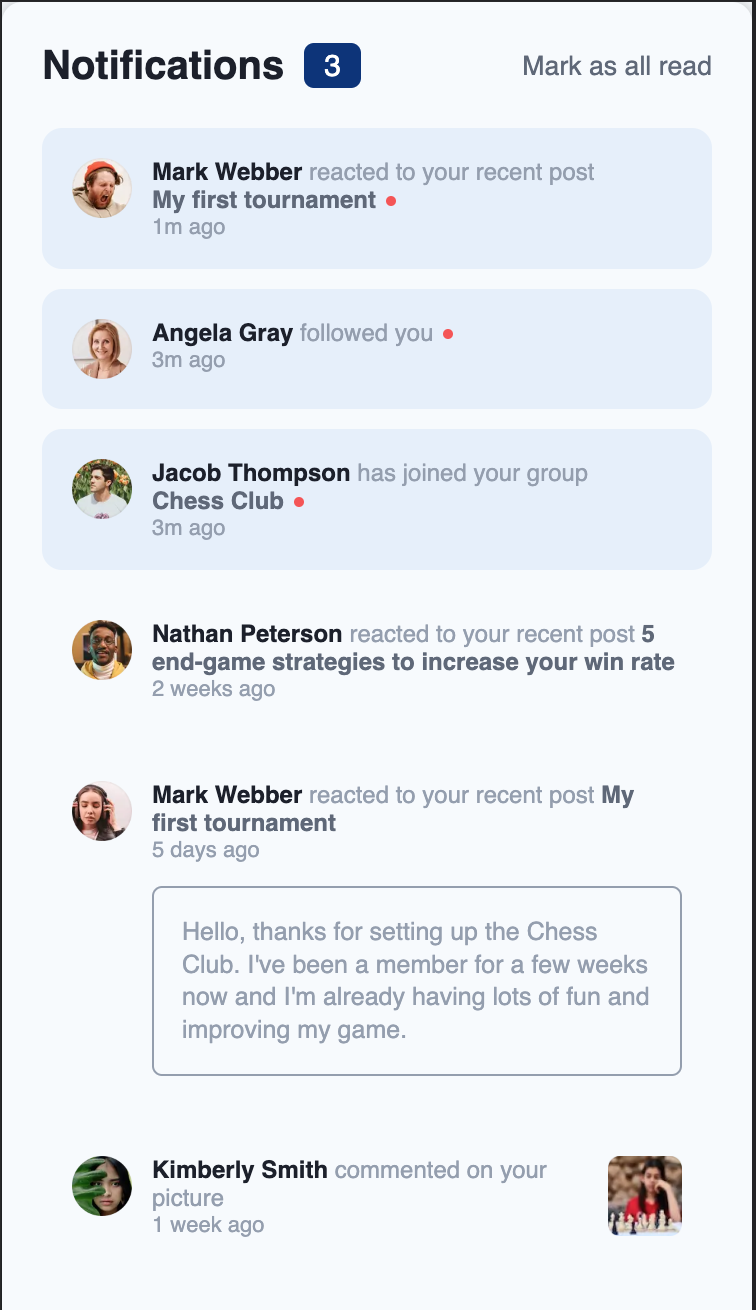 Notifications 3 Mark as all read
Mark Webber reacted to your recent post
My first tournament
1m ago
Angela Gray followed you
3m ago
Jacob Thompson has joined your group
Chess Club
3m ago
Nathan Peterson reacted to your recent post 5
end-game strategies to increase your win rate
2 weeks ago
Mark Webber reacted to your recent post My
first tournament
5 days ago
Hello, thanks for setting up the Chess
Club. I've been a member for a few weeks
now and I'm already having lots of fun and
improving my game.
Kimberly Smith commented on your
picture
1 week ago